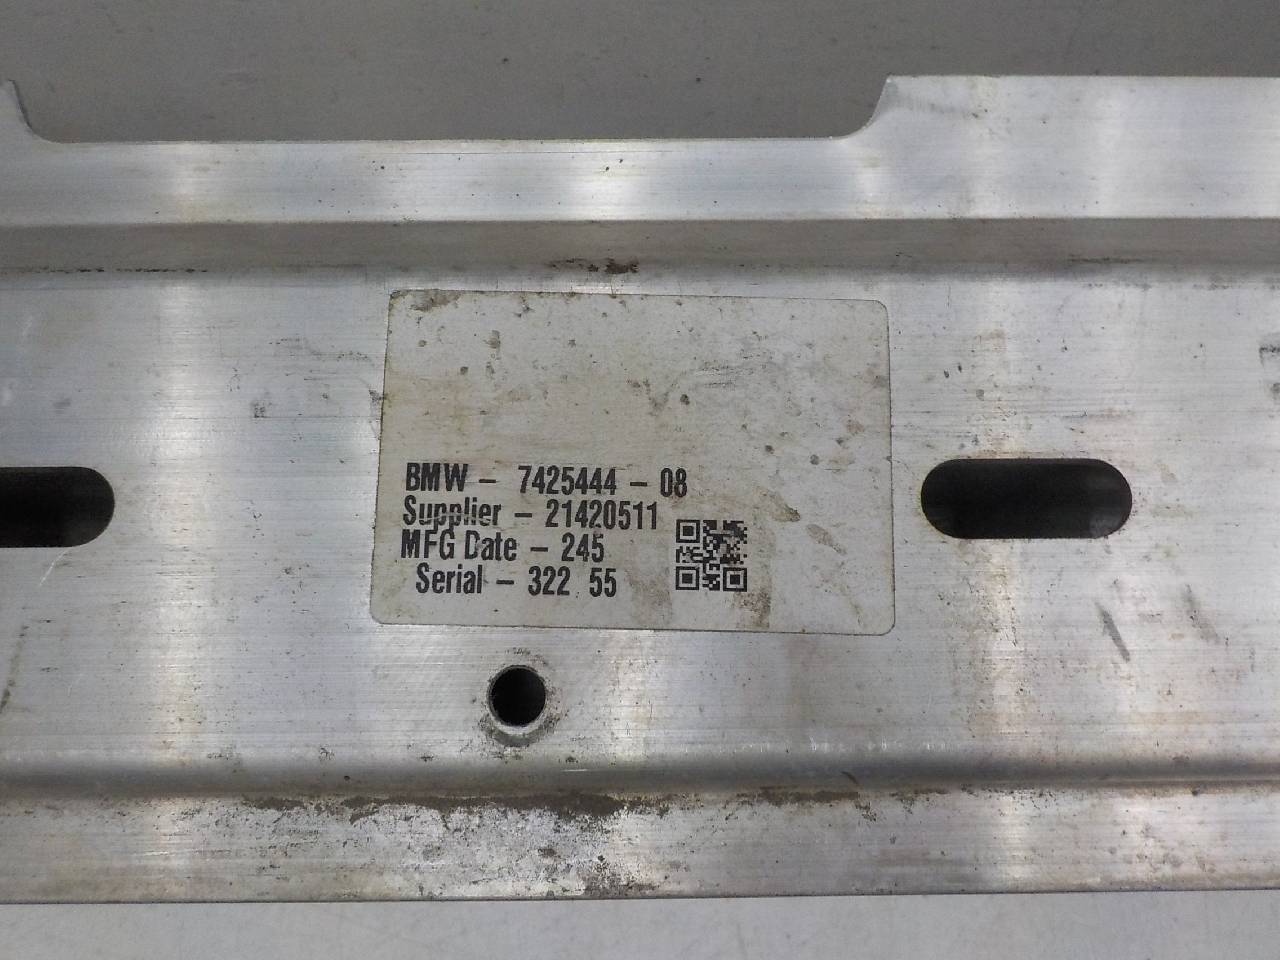 BMW - 7425444 - 08
Supplier - 21420511
MFG Date - 245
Serial - 322 55